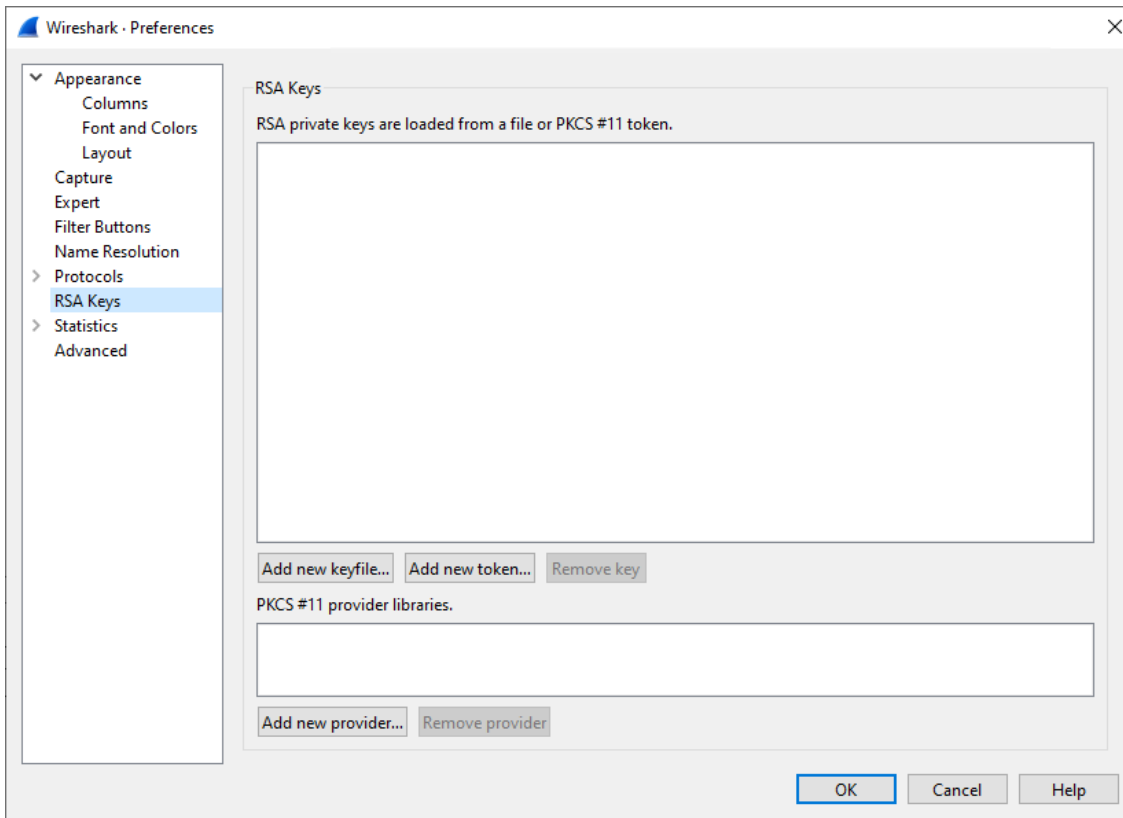 Wireshark · Preferences
Appearance
Columns
Font and Colors
Layout
Capture
Expert
Filter Buttons
Name Resolution
Protocols
RSA Keys
Statistics
Advanced
RSA Keys
RSA private keys are loaded from a file or PKCS #11 token.
Add new keyfile... Add new token... Remove key
PKCS #11 provider libraries.
Add new provider... Remove provider
OK Cancel Help